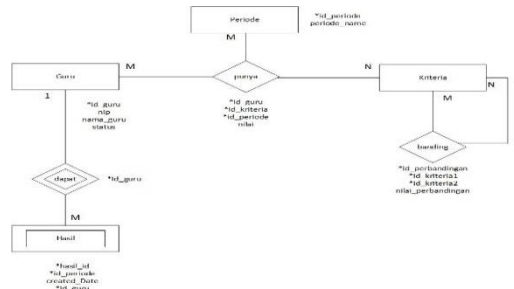 Periode
*id_periode
periode_name
M
M
N
Guru
punya
Kriteria
N
1
M
*id_guru
nip
nama_guru
status
*id_guru
*id_kriteria
*id_periode
nilai
banding
dapat
*id_guru
*id_perbandingan
*id_kriteria1
*id_kriteria2
nilai_perbandingan
M
Hasil
*hasil_id
*id_periode
created_Date
*id_guru